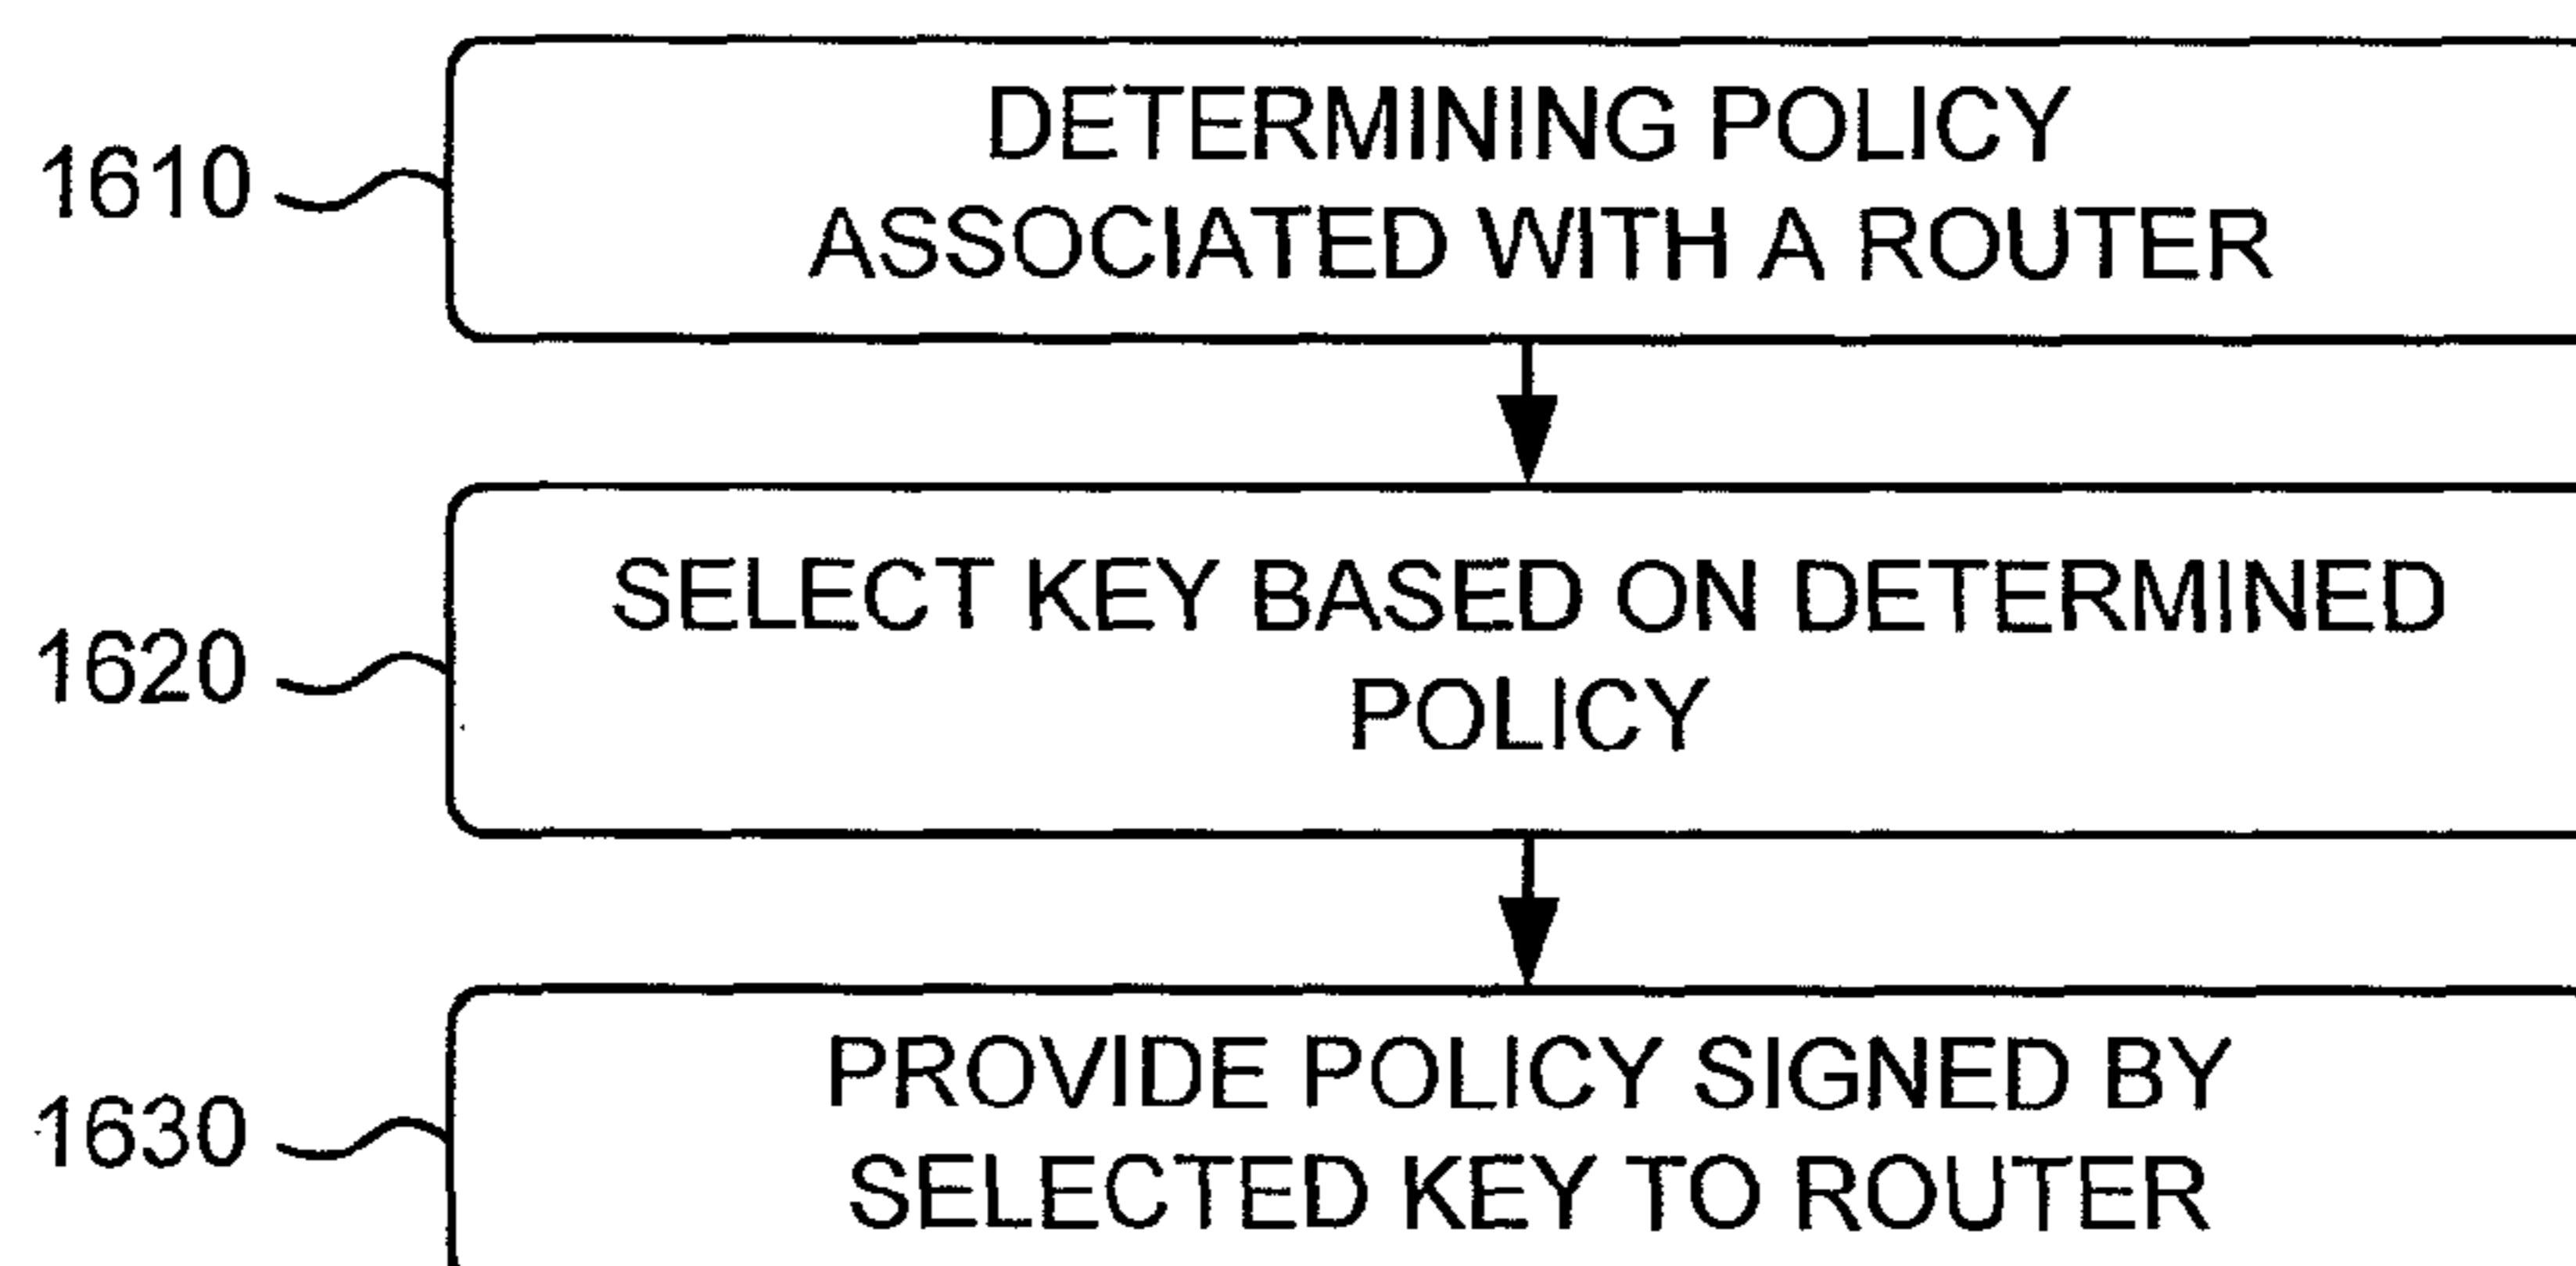 1610
DETERMINING POLICY
ASSOCIATED WITH A ROUTER
1620
SELECT KEY BASED ON DETERMINED
POLICY
1630
PROVIDE POLICY SIGNED BY
SELECTED KEY TO ROUTER